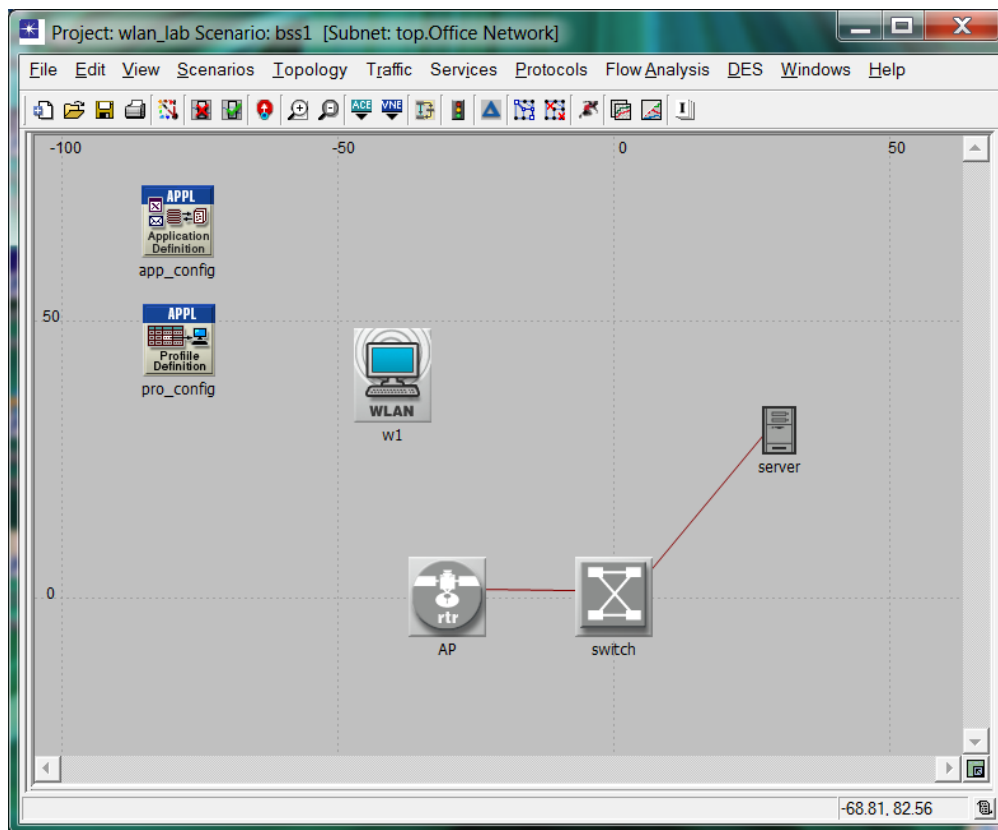 Project: wlan_lab Scenario: bss1 [Subnet: top.Office Network]
File Edit View Scenarios Topology Traffic Services Protocols Flow Analysis DES Windows Help
ACE VNE
-100 -50 0 50
APPL
Application
Definition
app_config
50
APPL
Profile
Definition
pro_config
WLAN
w1
server
0
rtr
AP
switch
-68.81, 82.56